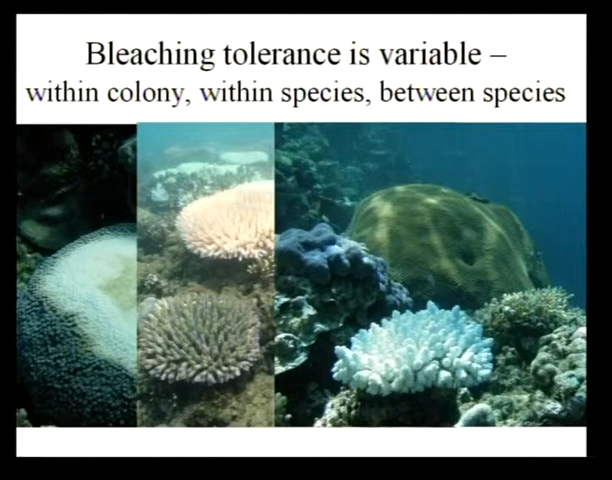 Bleaching tolerance is variable –
within colony, within species, between species